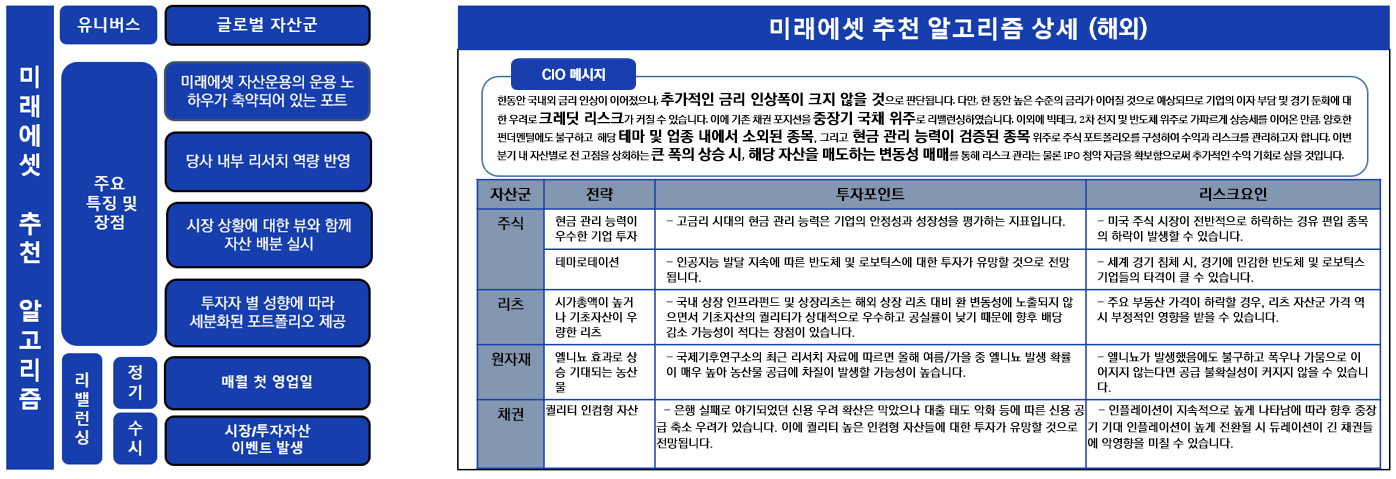 미래에셋 추천 알고리즘
유니버스
글로벌 자산군
주요
특징 및
장점
미래에셋 자산운용의 운용 노
하우가 축약되어 있는 포트
당사 내부 리서치 역량 반영
시장 상황에 대한 뷰와 함께
자산 배분 실시
투자자 별 성향에 따라
세분화된 포트폴리오 제공
리밸런싱
정기
매월 첫 영업일
수시
시장/투자자산
이벤트 발생
미래에셋 추천 알고리즘 상세 (해외)
CIO 메시지
한동안 국내외 금리 인상이 이어졌으나, 추가적인 금리 인상폭이 크지 않을 것으로 판단됩니다. 다만, 한 동안 높은 수준의 금리가 이어질 것으로 예상되므로 기업의 이자 부담 및 경기 둔화에 대
한 우려로 크레딧 리스크가 커질 수 있습니다. 이에 기존 채권 포지션을 중장기 국채 위주로 리밸런싱하였습니다. 이외에 빅테크, 2차 전지 및 반도체 위주로 가파르게 상승세를 이어온 만큼, 양호한
펀더멘털에도 불구하고 해당 테마 및 업종 내에서 소외된 종목, 그리고 현금 관리 능력이 검증된 종목 위주로 주식 포트폴리오를 구성하여 수익과 리스크를 관리하고자 합니다. 이번
분기 내 자산별로 전 고점을 상회하는 큰 폭의 상승 시, 해당 자산을 매도하는 변동성 매매를 통해 리스크 관리는 물론 IPO 청약 자금을 확보함으로써 추가적인 수익 기회로 삼을 것입니다.
자산군 전략 투자포인트 리스크요인
주식
현금 관리 능력이
우수한 기업 투자
– 고금리 시대의 현금 관리 능력은 기업의 안정성과 성장성을 평가하는 지표입니다.
– 미국 주식 시장이 전반적으로 하락하는 경유 편입 종목
의 하락이 발생할 수 있습니다.
테마로테이션
– 인공지능 발달 지속에 따른 반도체 및 로보틱스에 대한 투자가 유망할 것으로 전망
됩니다.
– 세계 경기 침체 시, 경기에 민감한 반도체 및 로보틱스
기업들의 타격이 클 수 있습니다.
리츠
시가총액이 높거
나 기초자산이 우
량한 리츠
– 국내 상장 인프라펀드 및 상장리츠는 해외 상장 리츠 대비 환 변동성에 노출되지 않
으면서 기초자산의 퀄리티가 상대적으로 우수하고 공실률이 낮기 때문에 향후 배당
감소 가능성이 적다는 장점이 있습니다.
– 주요 부동산 가격이 하락할 경우, 리츠 자산군 가격 역
시 부정적인 영향을 받을 수 있습니다.
원자재
엘니뇨 효과로 상
승 기대되는 농산
물
– 국제기후연구소의 최근 리서치 자료에 따르면 올해 여름/가을 중 엘니뇨 발생 확률
이 매우 높아 농산물 공급에 차질이 발생할 가능성이 높습니다.
– 엘니뇨가 발생했음에도 불구하고 폭우나 가뭄으로 이
어지지 않는다면 공급 불확실성이 커지지 않을 수 있습니
다.
채권
퀄리티 인컴형 자산
– 은행 실패로 야기되었던 신용 우려 확산은 막았으나 대출 태도 악화 등에 따른 신용 공
급 축소 우려가 있습니다. 이에 퀄리티 높은 인컴형 자산들에 대한 투자가 유망할 것으로
전망됩니다.
– 인플레이션이 지속적으로 높게 나타남에 따라 향후 중장
기 기대 인플레이션이 높게 전환될 시 듀레이션이 긴 채권들
에 악영향을 미칠 수 있습니다.